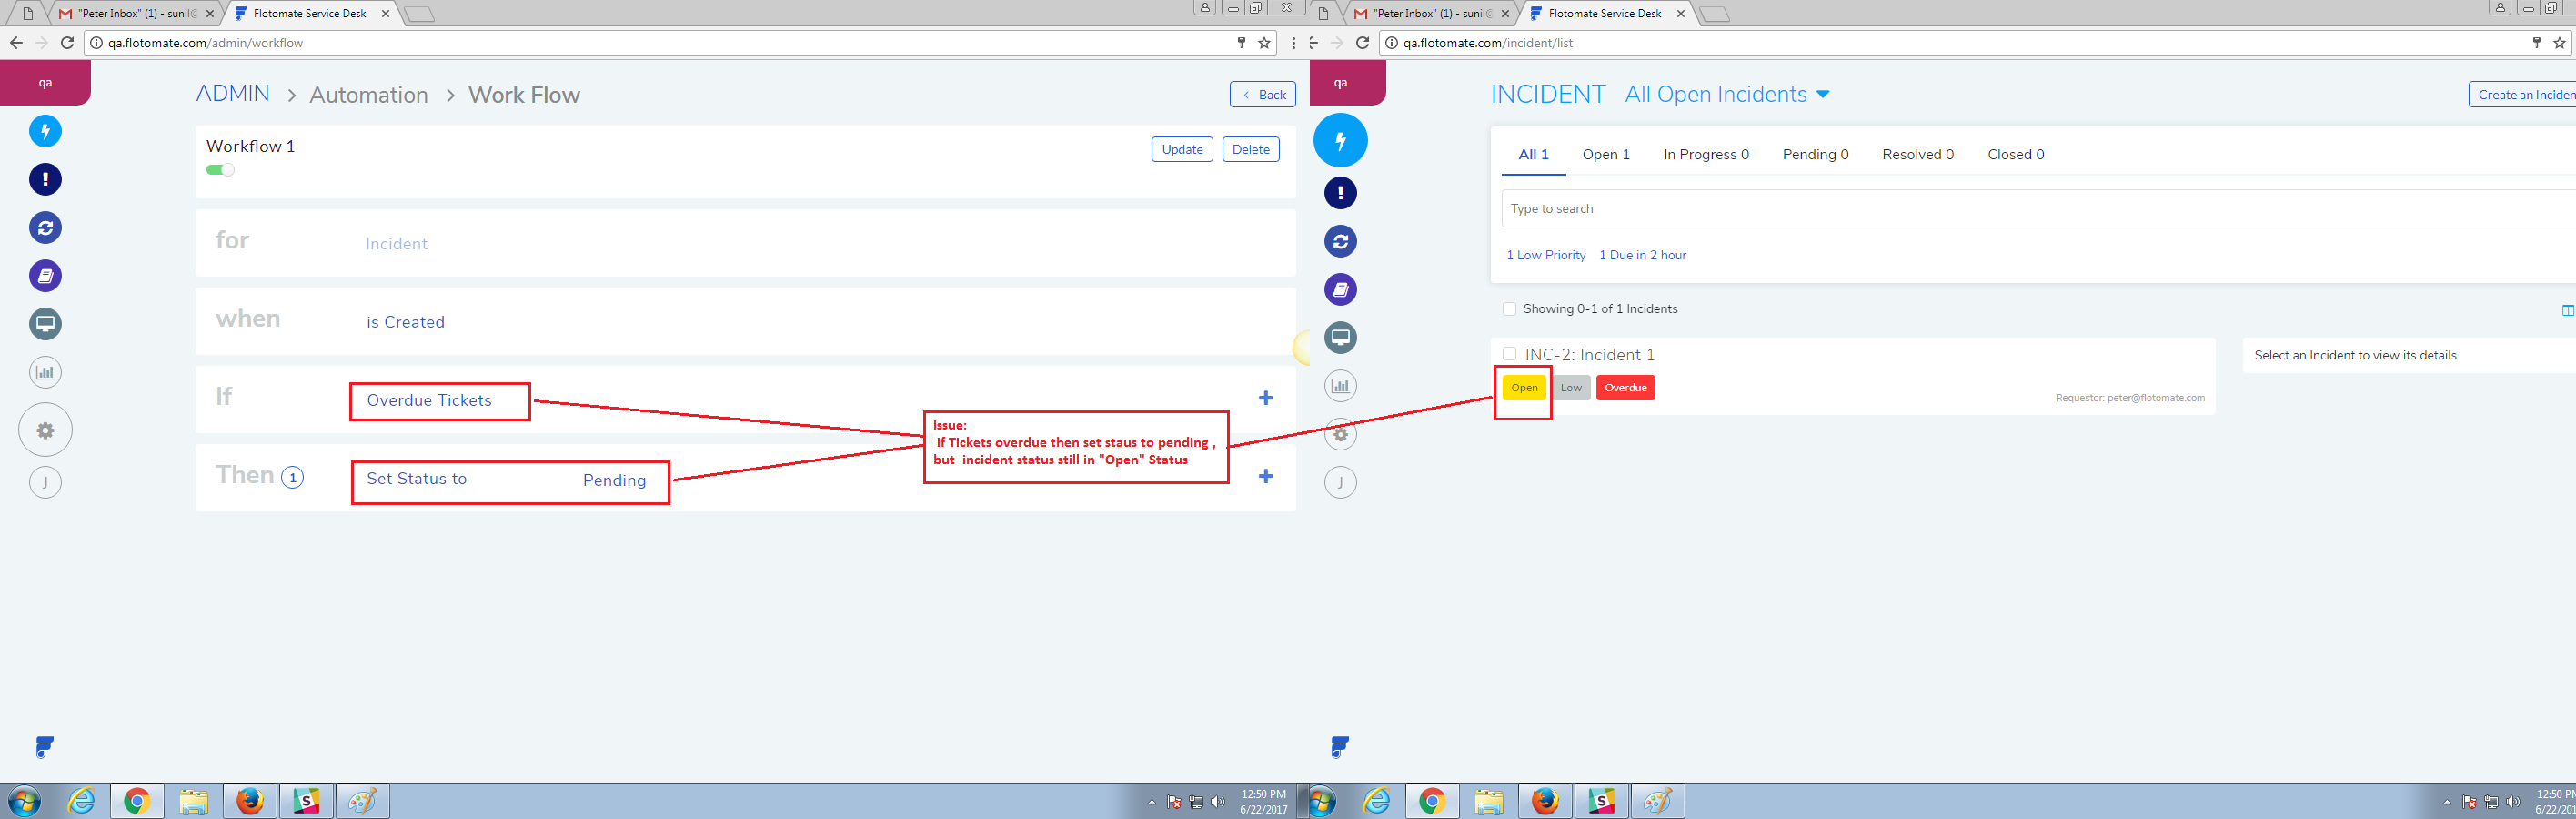 "Peter Inbox" (1) - sunil@
Flotomate Service Desk
qa.flotomate.com/admin/workflow
qa
ADMIN > Automation > Work Flow
Back
Workflow 1
Update
Delete
for
Incident
when
is Created
If
Overdue Tickets
Then 1
Set Status to
Pending
J
Issue:
If Tickets overdue then set staus to pending ,
but incident status still in "Open" Status
12:50 PM
6/22/2017
"Peter Inbox" (1) - sunil@
Flotomate Service Desk
qa.flotomate.com/incident/list
qa
INCIDENT All Open Incidents
Create an Inciden
All 1
Open 1
In Progress 0
Pending 0
Resolved 0
Closed 0
Type to search
1 Low Priority
1 Due in 2 hour
Showing 0-1 of 1 Incidents
INC-2: Incident 1
Open
Low
Overdue
Requestor: peter@flotomate.com
Select an Incident to view its details
J
12:50 PM
6/22/201